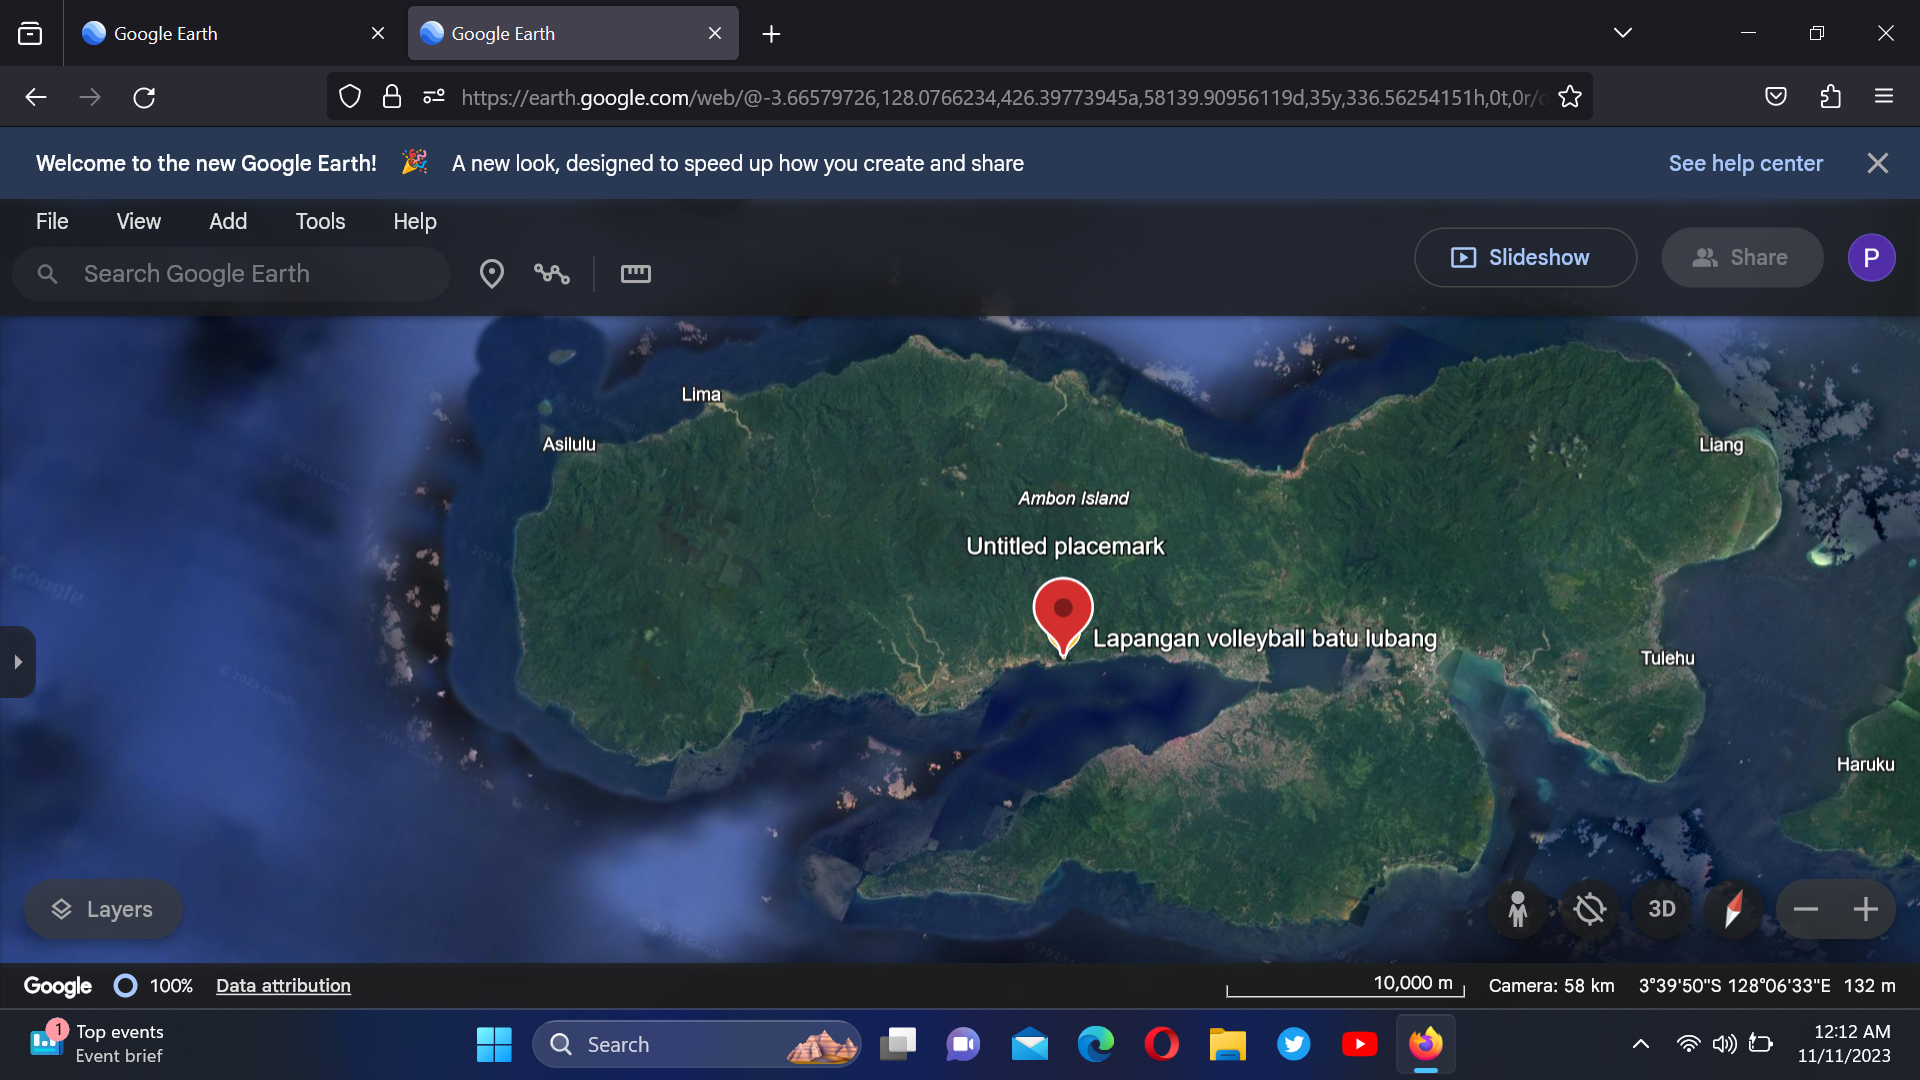 Google Earth
Google Earth
https://earth.google.com/web/@-3.66579726,128.0766234,426.39773945a,58139.90956119d,35y,336.56254151h,0t,0r/
Welcome to the new Google Earth! 🎉 A new look, designed to speed up how you create and share
See help center
File View Add Tools Help
Search Google Earth
Slideshow
Share
P
Lima
Asilulu
Liang
Ambon Island
Untitled placemark
Lapangan volleyball batu lubang
Tulehu
Haruku
Google
© 2023 Google
© 2023 Google
Layers
3D
Google 100% Data attribution
10,000 m
Camera: 58 km 3°39'50"S 128°06'33"E 132 m
1
Top events
Event brief
Search
12:12 AM
11/11/2023